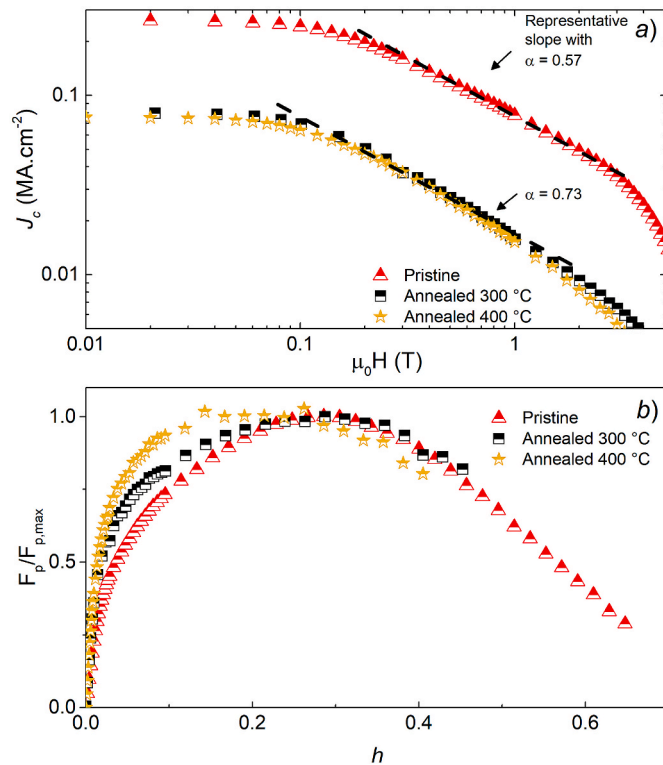 Representative
slope with
α = 0.57
a)
α = 0.73
0.1
0.01
J_c (MA.cm⁻²)
Pristine
Annealed 300 °C
Annealed 400 °C
0.01 0.1 1
μ₀H (T)
b)
1.0
0.5
0.0
F_p/F_p,max
Pristine
Annealed 300 °C
Annealed 400 °C
0.0 0.2 0.4 0.6
h